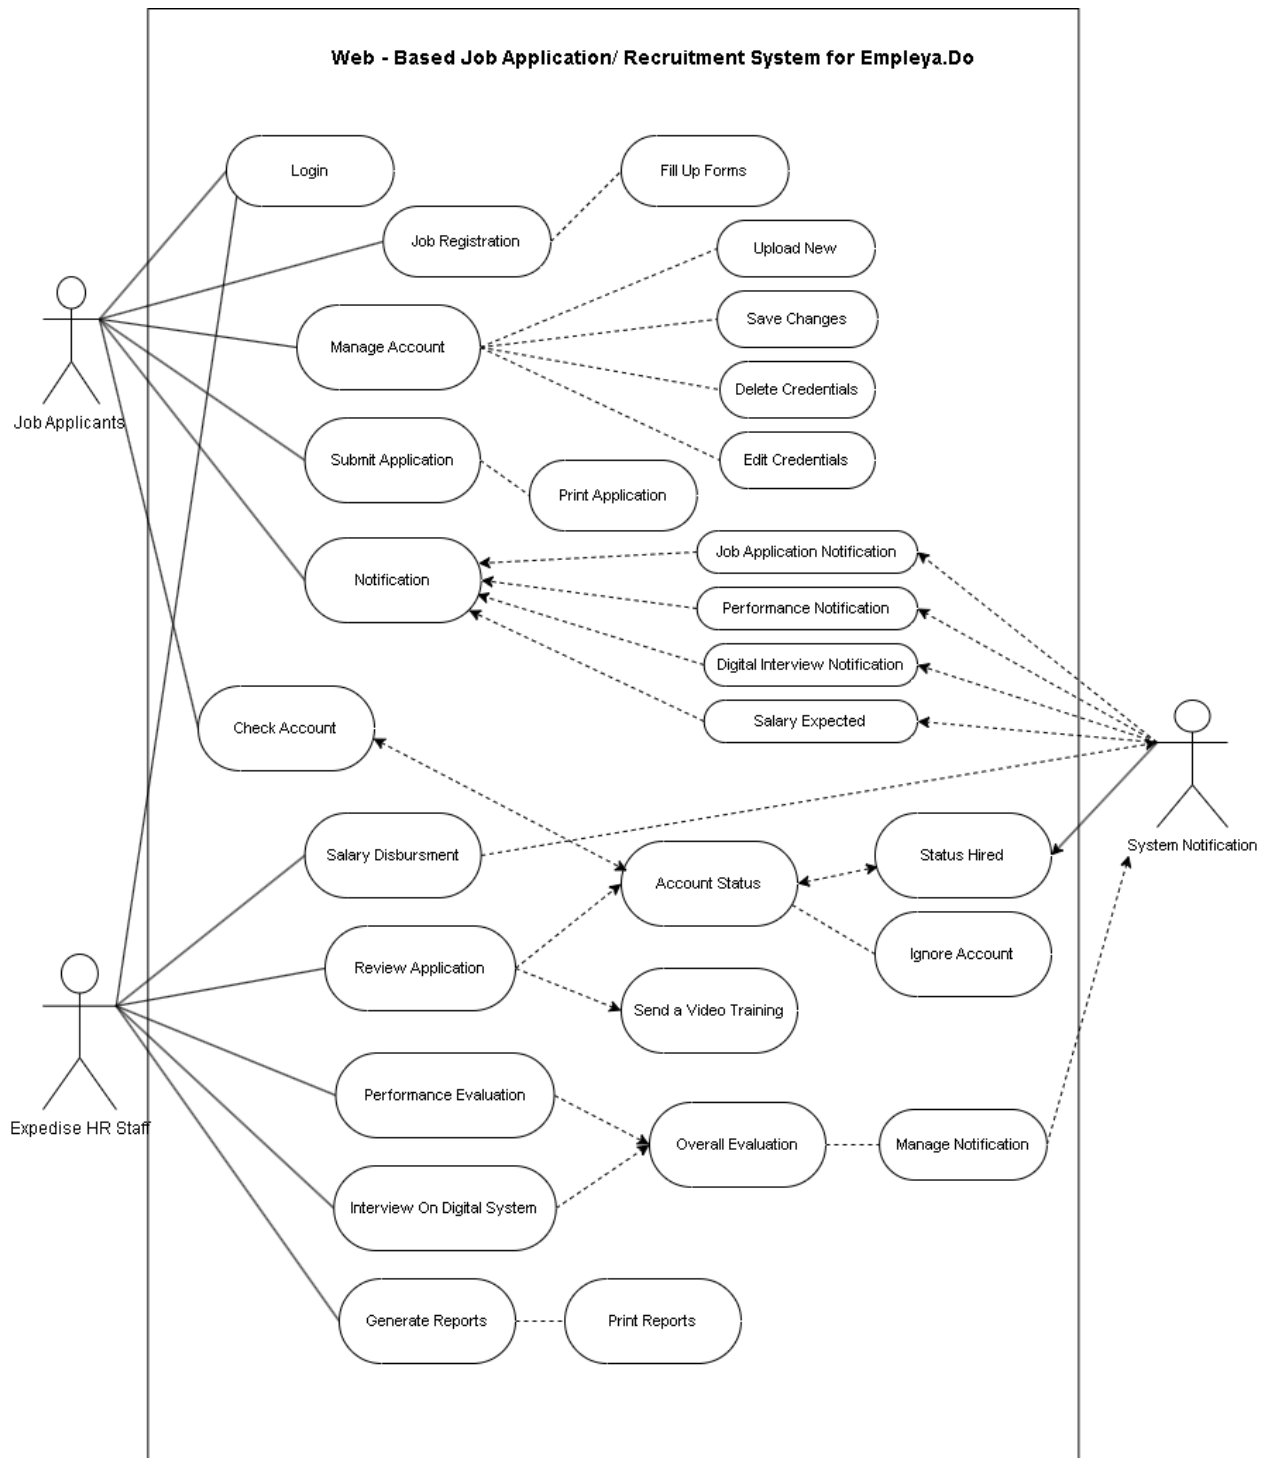 Web - Based Job Application/ Recruitment System for Empleya.Do
Login
Fill Up Forms
Job Registration
Upload New
Save Changes
Manage Account
Delete Credentials
Job Applicants
Submit Application
Edit Credentials
Print Application
Job Application Notification
Notification
Performance Notification
Digital Interview Notification
Check Account
Salary Expected
System Notification
Salary Disbursment
Account Status
Status Hired
Ignore Account
Review Application
Send a Video Training
Performance Evaluation
Expedise HR Staff
Overall Evaluation
Manage Notification
Interview On Digital System
Generate Reports
Print Reports